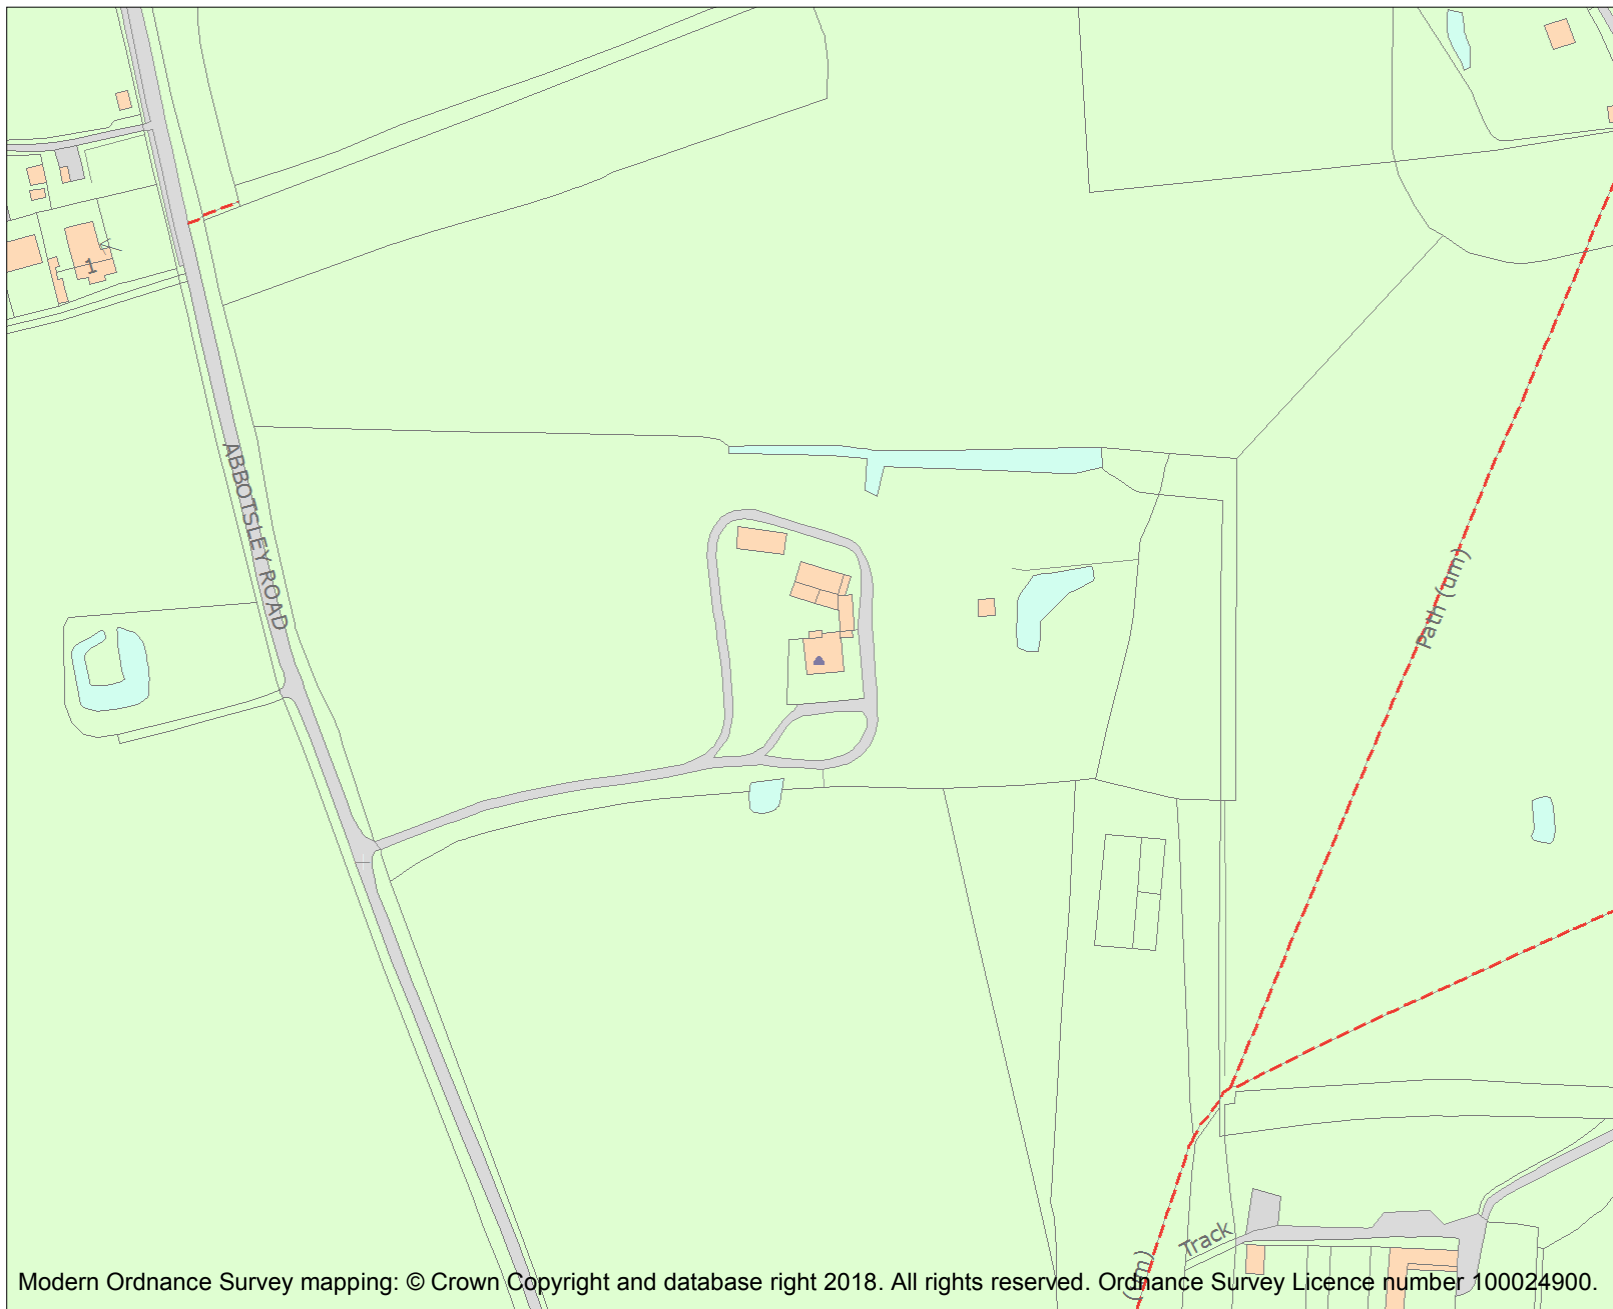 1
ABBOTSLEY ROAD
Path (um)
Track
(um)
Modern Ordnance Survey mapping: © Crown Copyright and database right 2018. All rights reserved. Ordnance Survey Licence number 100024900.